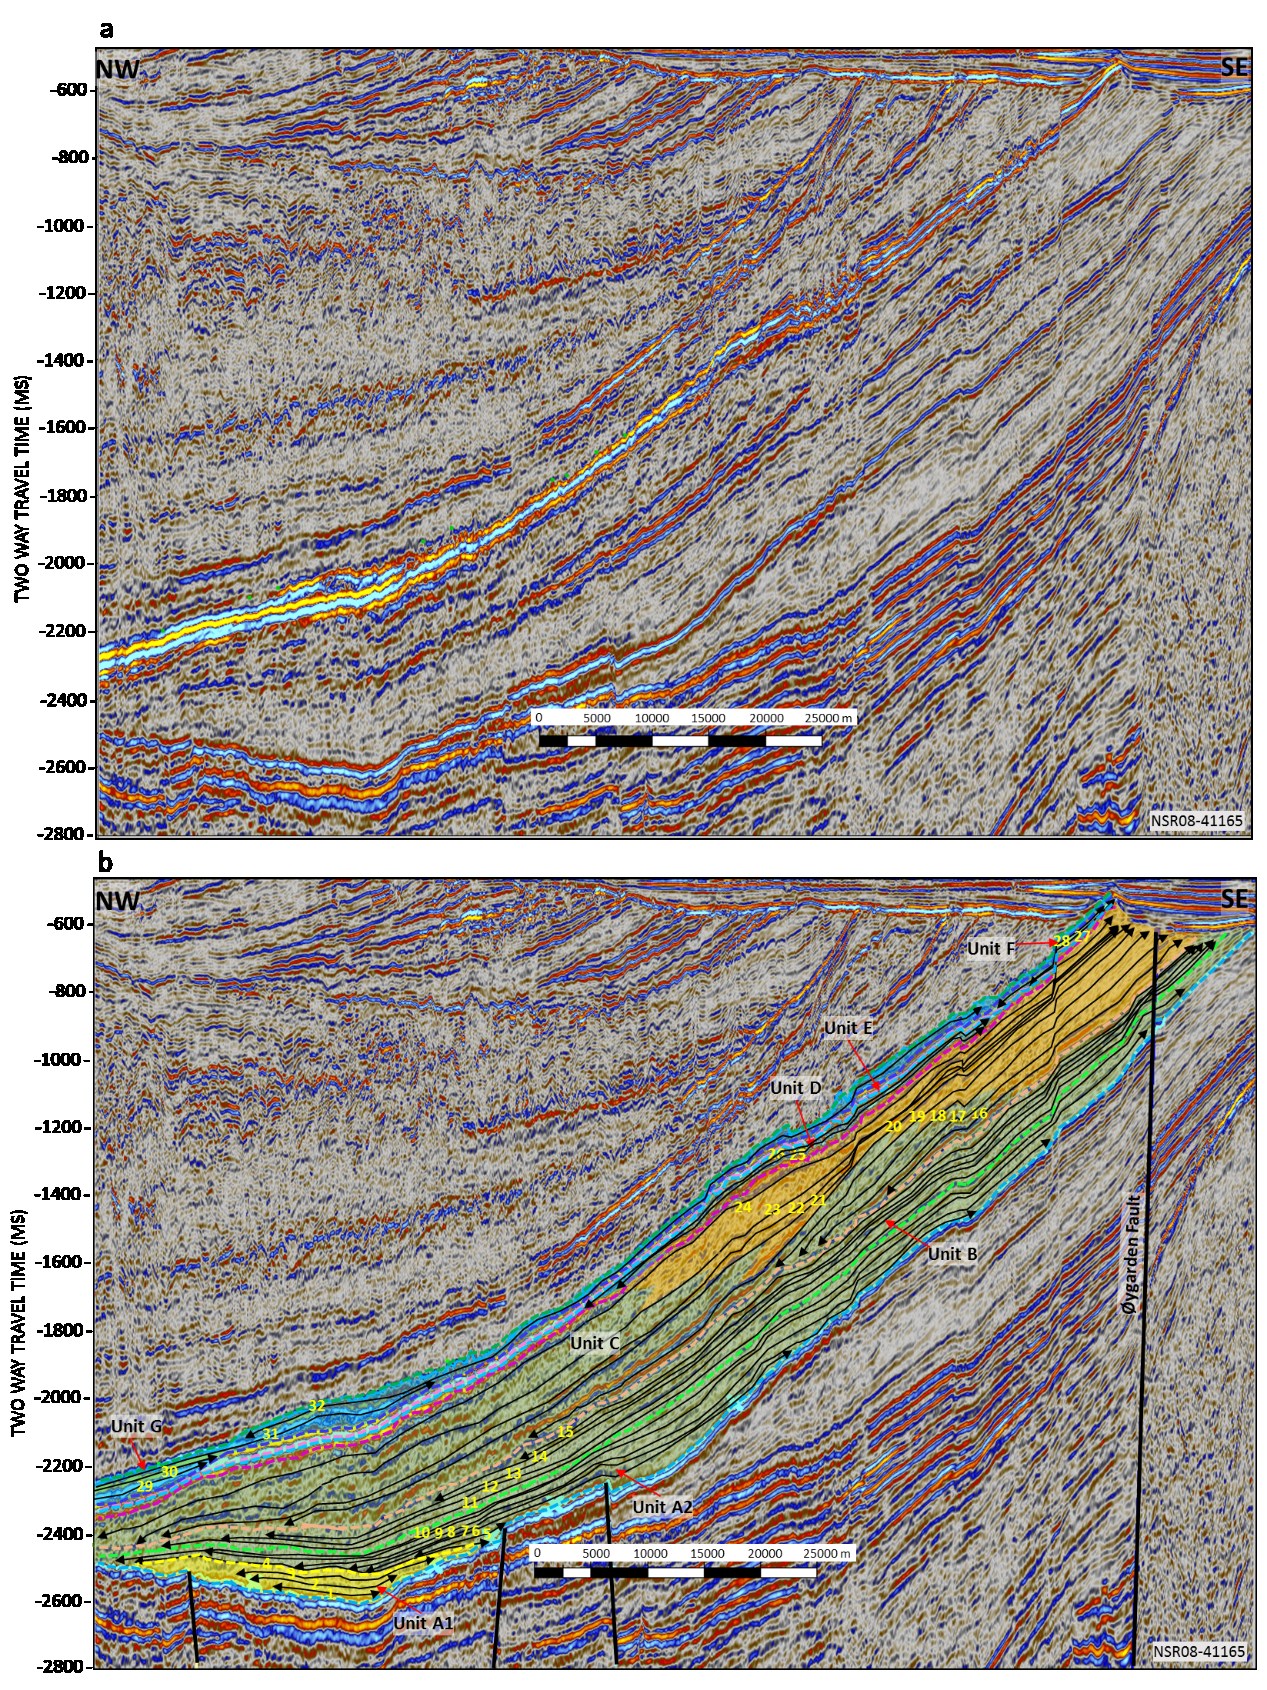 a
NW
SE
-600
-800
-1000
-1200
-1400
-1600
-1800
-2000
-2200
-2400
-2600
-2800
TWO WAY TRAVEL TIME (MS)
0 5000 10000 15000 20000 25000 m
NSR08-41165
b
NW
SE
-600
-800
-1000
-1200
-1400
-1600
-1800
-2000
-2200
-2400
-2600
-2800
TWO WAY TRAVEL TIME (MS)
Unit F
28 27
Unit E
Unit D
20 19 18 17 16
25
24 23 22 21
Unit B
Øygarden Fault
Unit C
32
31
Unit G
30
29
15
14
13
12
11
Unit A2
10 9 8 7 6 5
4
0 5000 10000 15000 20000 25000 m
Unit A1
NSR08-41165